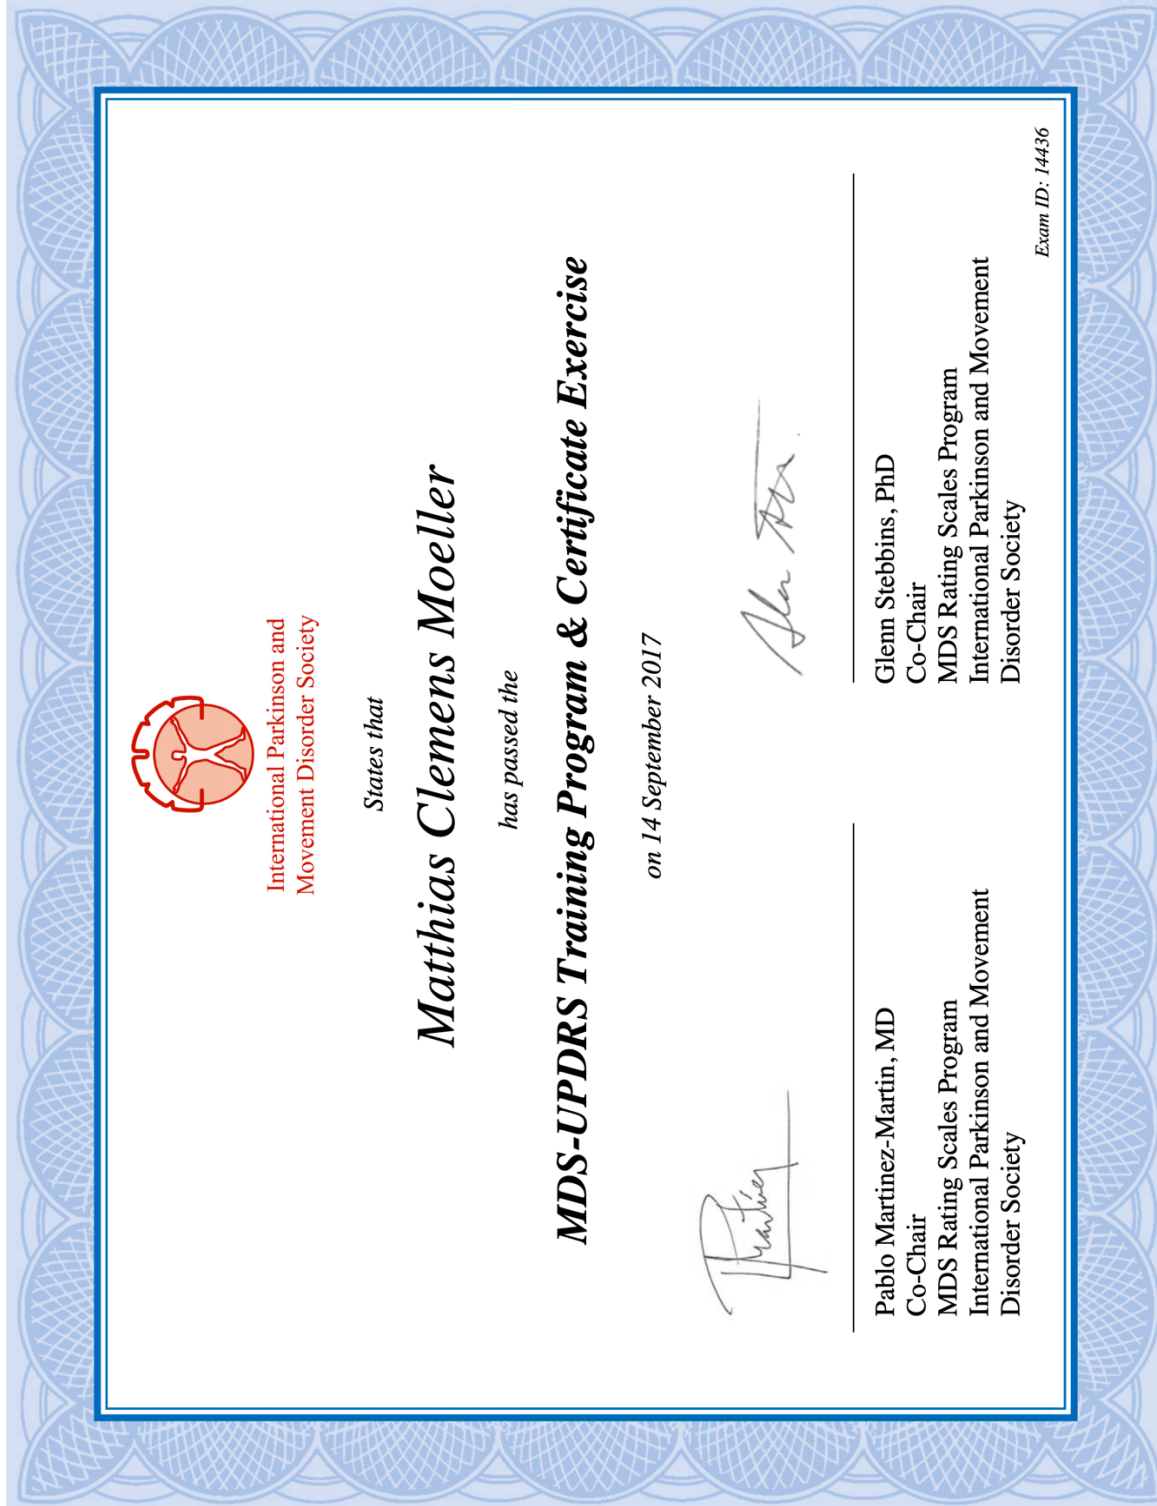 International Parkinson and
Movement Disorder Society
States that
Matthias Clemens Moeller
has passed the
MDS-UPDRS Training Program & Certificate Exercise
on 14 September 2017
Pablo Martinez-Martin, MD
Co-Chair
MDS Rating Scales Program
International Parkinson and Movement
Disorder Society
Glenn Stebbins, PhD
Co-Chair
MDS Rating Scales Program
International Parkinson and Movement
Disorder Society
Exam ID: 14436